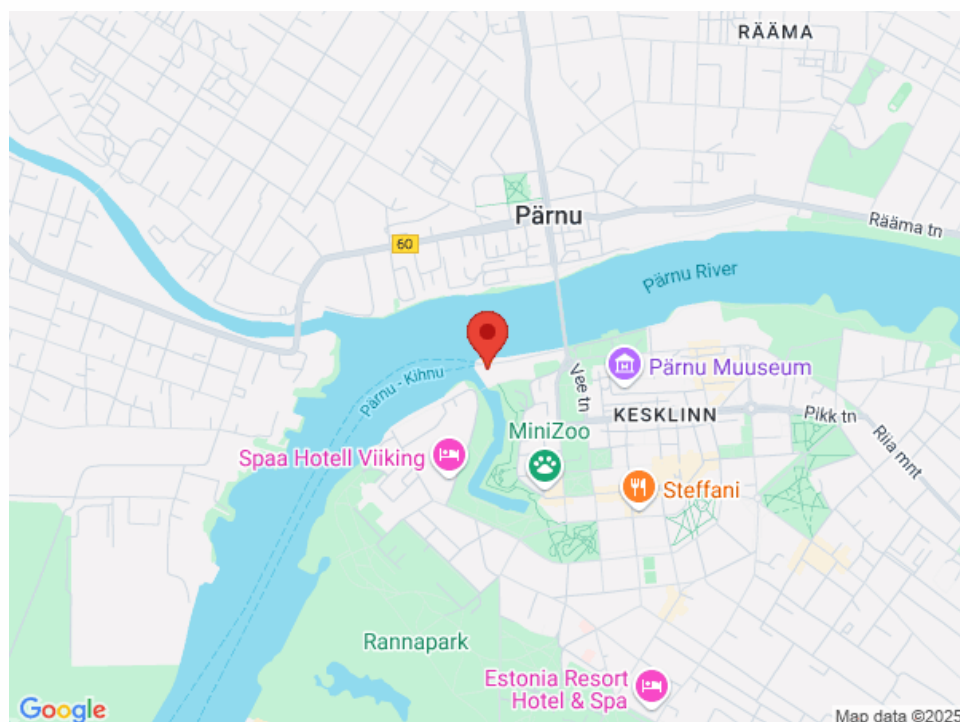 RÄÄMA
Pärnu
Rääma tn
60
Pärnu River
Pärnu - Kihnu
Vee tn
Pärnu Muuseum
KESKLINN
Pikk tn
Riia mnt
MiniZoo
Spaa Hotell Viiking
Steffani
Rannapark
Estonia Resort
Hotel & Spa
Google
Map data ©2025